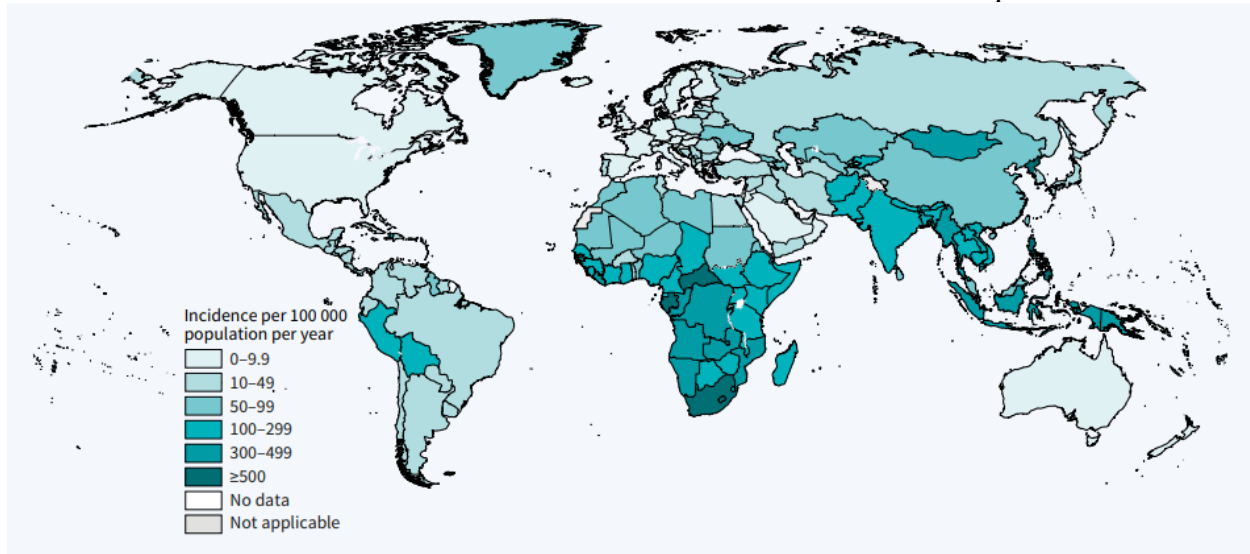 Incidence per 100 000
population per year
0–9.9
10–49
50–99
100–299
300–499
≥500
No data
Not applicable